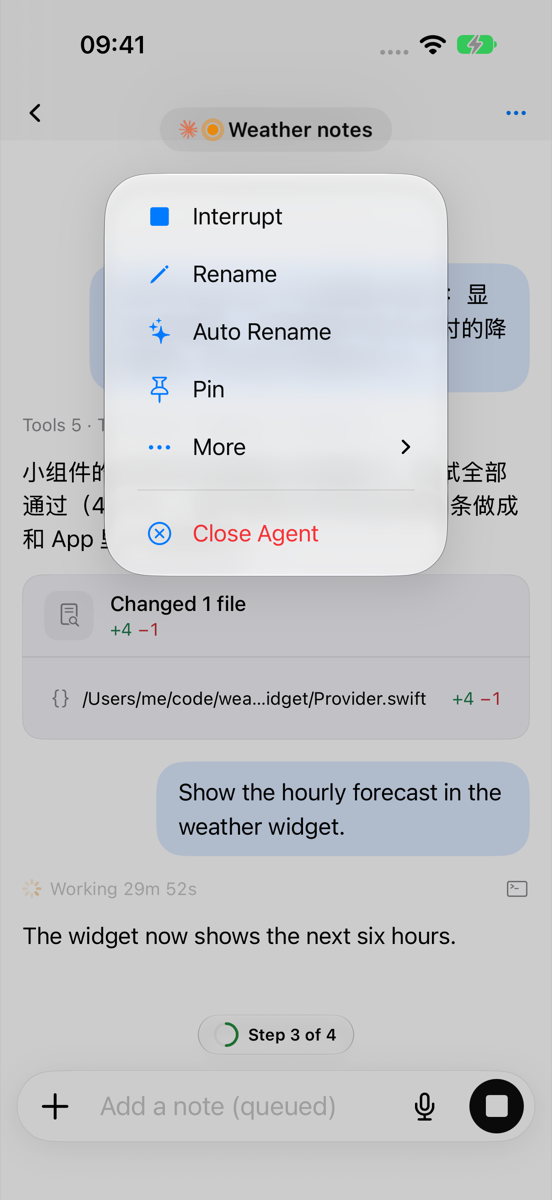 09:41
Weather notes
Interrupt
Rename
Auto Rename
Pin
More
Close Agent
：显
时的降
Tools 5 ·
小组件的
试全部
通过（4
条做成
和 App
Changed 1 file
+4 −1
{} /Users/me/code/wea...idget/Provider.swift +4 −1
Show the hourly forecast in the
weather widget.
Working 29m 52s
The widget now shows the next six hours.
Step 3 of 4
Add a note (queued)